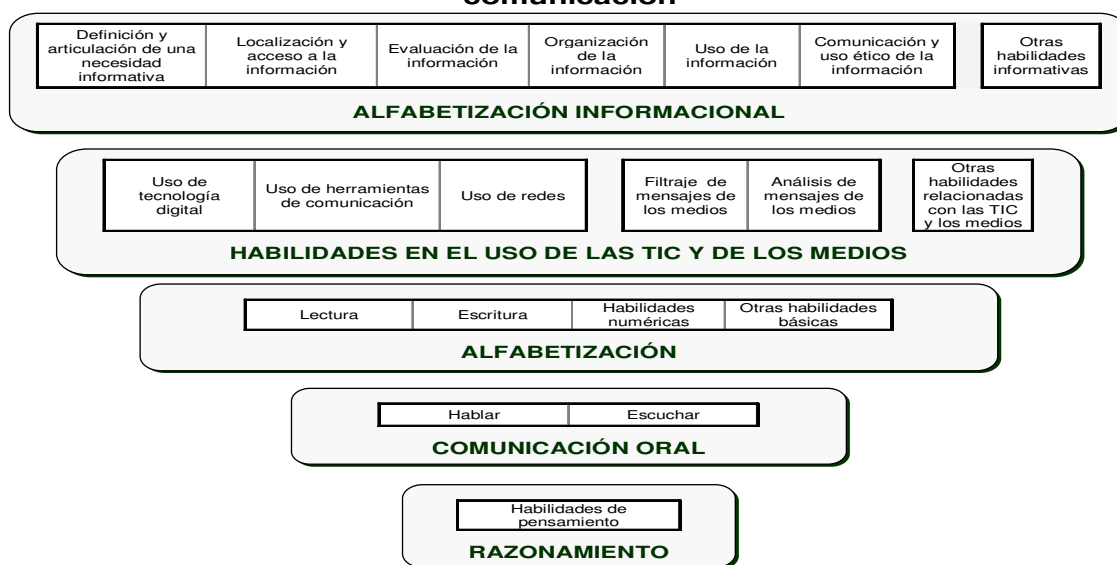 comunicación
Definición y
articulación de una
necesidad
informativa
Localización y
acceso a la
información
Evaluación de la
información
Organización
de la
información
Uso de la
información
Comunicación y
uso ético de la
información
Otras
habilidades
informativas
ALFABETIZACIÓN INFORMACIONAL
Uso de
tecnología
digital
Uso de herramientas
de comunicación
Uso de redes
Filtraje de
mensajes de
los medios
Análisis de
mensajes de
los medios
Otras
habilidades
relacionadas
con las TIC
y los medios
HABILIDADES EN EL USO DE LAS TIC Y DE LOS MEDIOS
Lectura
Escritura
Habilidades
numéricas
Otras habilidades
básicas
ALFABETIZACIÓN
Hablar
Escuchar
COMUNICACIÓN ORAL
Habilidades de
pensamiento
RAZONAMIENTO